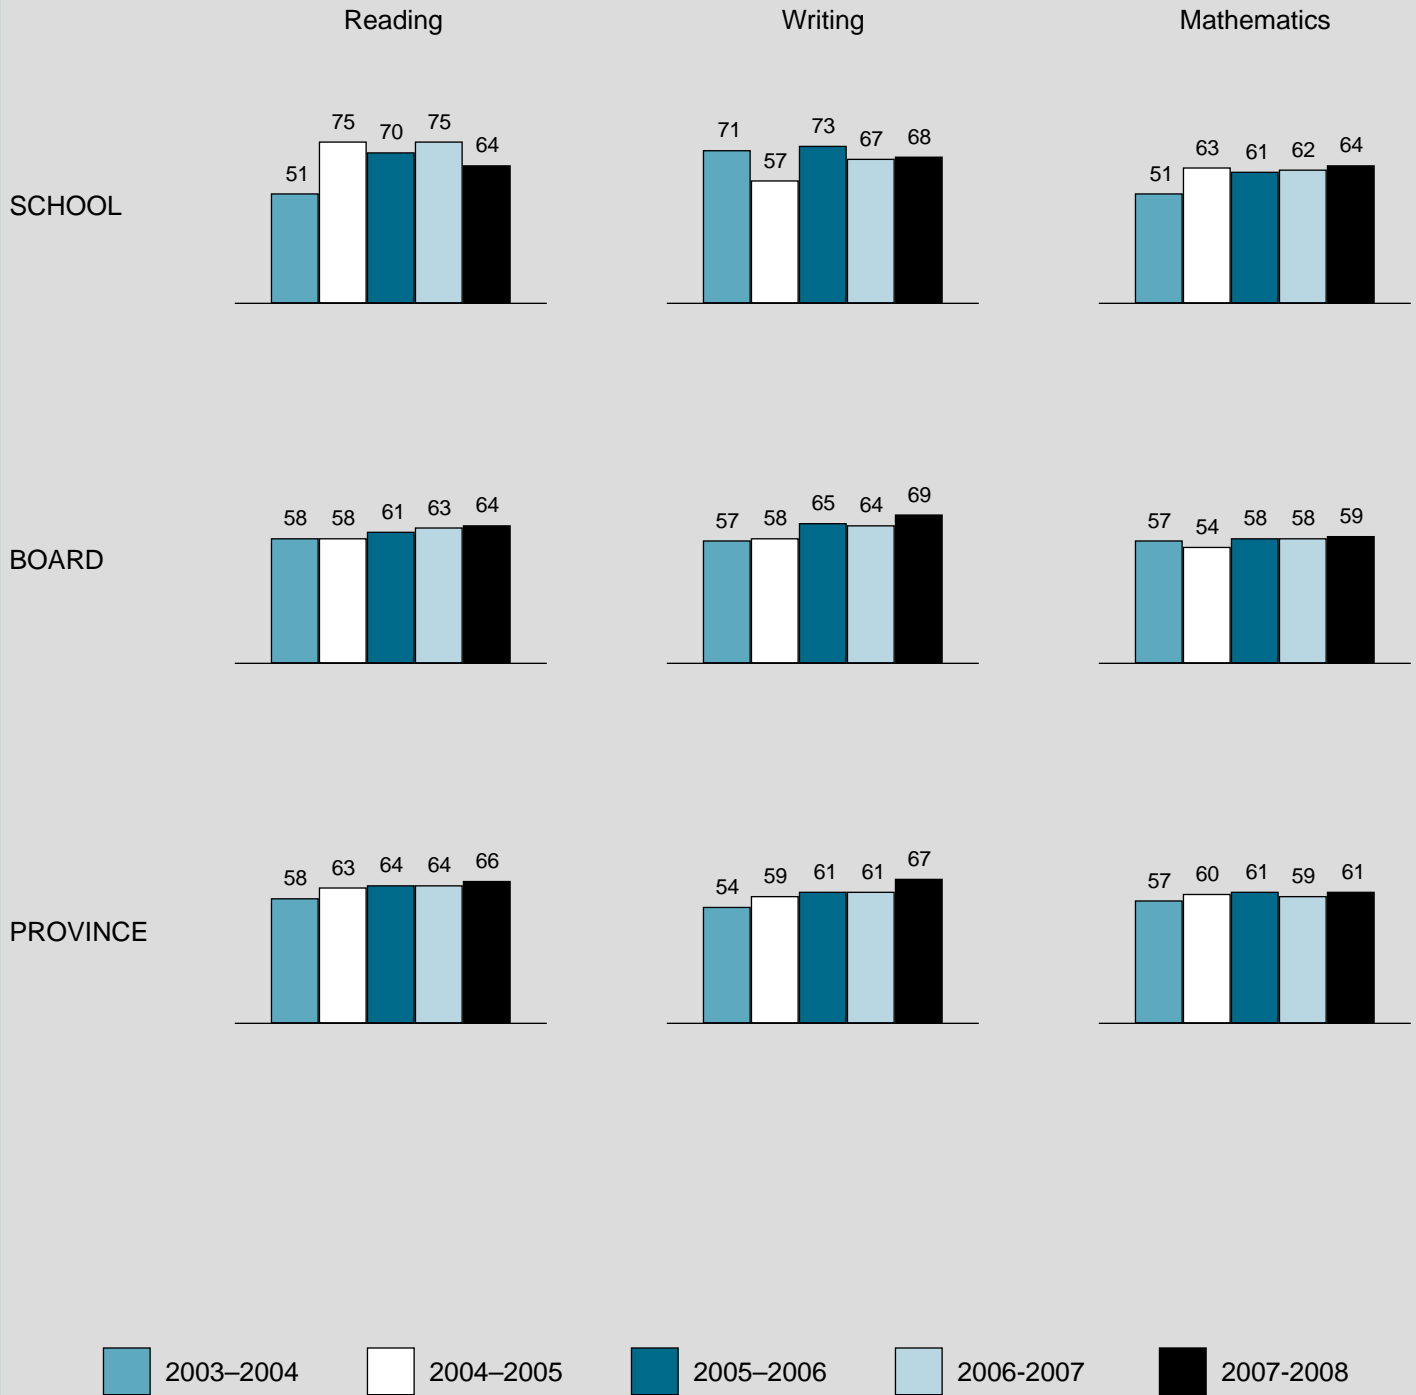 Reading Writing Mathematics
SCHOOL
51 75 70 75 64
71 57 73 67 68
51 63 61 62 64
BOARD
58 58 61 63 64
57 58 65 64 69
57 54 58 58 59
PROVINCE
58 63 64 64 66
54 59 61 61 67
57 60 61 59 61
2003–2004 2004–2005 2005–2006 2006-2007 2007-2008